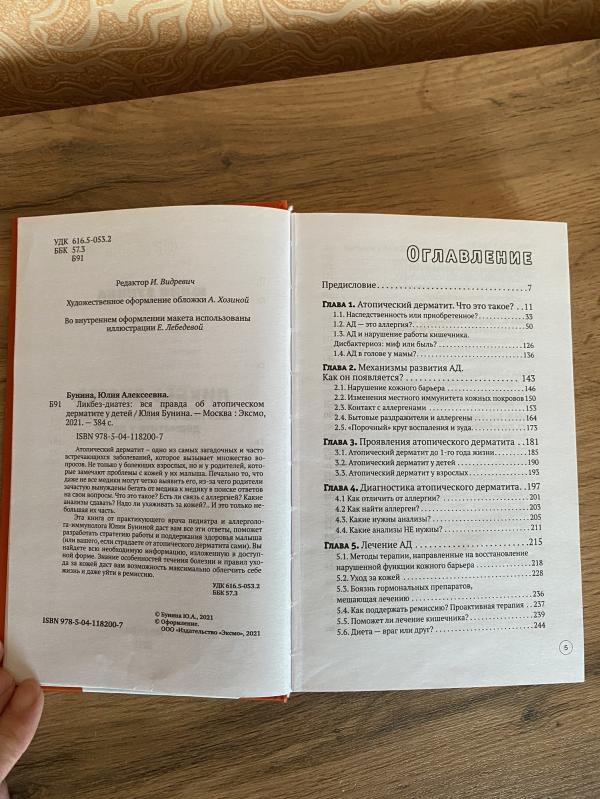 УДК 616.5-053.2
ББК 57.3
Б91
Редактор И. Видревич
Художественное оформление обложки А. Хозиной
Во внутреннем оформлении макета использованы
иллюстрации Е. Лебедевой
Бунина, Юлия Алексеевна.
Б91 Ликбез-диатез: вся правда об атопическом
дерматите у детей / Юлия Бунина. — Москва : Эксмо,
2021. — 384 с.
ISBN 978-5-04-118200-7
Атопический дерматит – одно из самых загадочных и часто
встречающихся заболеваний, которое вызывает множество во-
просов. Не только у болеющих взрослых, но и у родителей, кото-
рые замечают проблемы с кожей у их малыша. Печально то, что
даже не все медики могут четко выявить его, из-за чего родители
зачастую вынуждены бегать от медика к медику в поиске ответов
на свои вопросы. Что это такое? Есть ли связь с аллергией? Какие
анализы сдавать? Надо ли ухаживать за кожей?.. И это только не-
большая их часть.
Эта книга от практикующего врача педиатра и аллерголо-
га-иммунолога Юлии Буниной даст вам все эти ответы, поможет
разработать стратегию работы и поддержания здоровья малыша
(или вашего, если страдаете от атопического дерматита сами). Вы
найдете всю необходимую информацию, изложенную в доступ-
ной форме. Знание особенностей течения болезни и правил ухо-
да за кожей даст вам возможность максимально облегчить себе
жизнь и даже уйти в ремиссию.
УДК 616.5-053.2
ББК 57.3
© Бунина Ю.А., 2021
© Оформление.
ISBN 978-5-04-118200-7 ООО «Издательство «Эксмо», 2021
ОГЛАВЛЕНИЕ
Предисловие 7
ГЛАВА 1. Атопический дерматит. Что это такое? . . 11
1.1. Наследственность или приобретенное? 33
1.2. АД — это аллергия? 50
1.3. АД и нарушение работы кишечника.
Дисбактериоз: миф или быль? 126
1.4. АД в голове у мамы? 136
ГЛАВА 2. Механизмы развития АД.
Как он появляется? 143
2.1. Нарушение кожного барьера 146
2.2. Изменения местного иммунитета кожных покровов 150
2.3. Контакт с аллергенами 153
2.4. Бытовые раздражители и аллергены 164
2.5. «Порочный» круг воспаления и зуда. 173
ГЛАВА 3. Проявления атопического дерматита . . 181
3.1. Атопический дерматит до 1-го года жизни 185
3.2. Атопический дерматит у детей 190
3.3. Атопический дерматит у взрослых 193
ГЛАВА 4. Диагностика атопического дерматита. . 197
4.1 Как отличить от аллергии? 201
4.2 Как найти аллерген? 203
4.3. Какие нужны анализы? 205
4.4. Какие анализы НЕ нужны? 211
ГЛАВА 5. Лечение АД 215
5.1. Методы терапии, направленные на восстановление
нарушенной функции кожного барьера 218
5.2. Уход за кожей 228
5.3. Боязнь гормональных препаратов,
мешающая лечению 236
5.4. Как поддержать ремиссию? Проактивная терапия 237
5.5. Поможет ли лечение кишечника? 239
5.6. Диета — враг или друг? 244
5